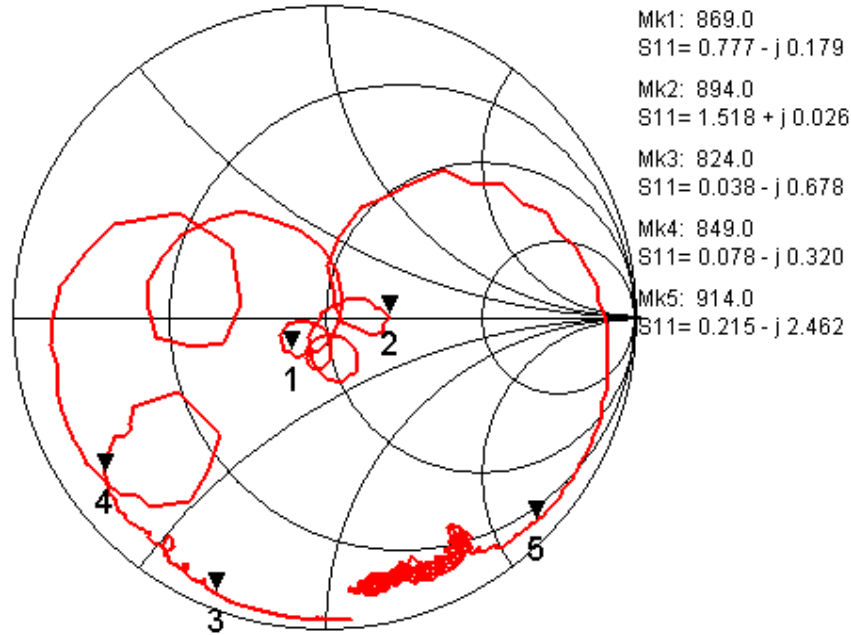 Mk1: 869.0
S11= 0.777 - j 0.179
Mk2: 894.0
S11= 1.518 + j 0.026
Mk3: 824.0
S11= 0.038 - j 0.678
Mk4: 849.0
S11= 0.078 - j 0.320
Mk5: 914.0
S11= 0.215 - j 2.462
1
2
4
5
3